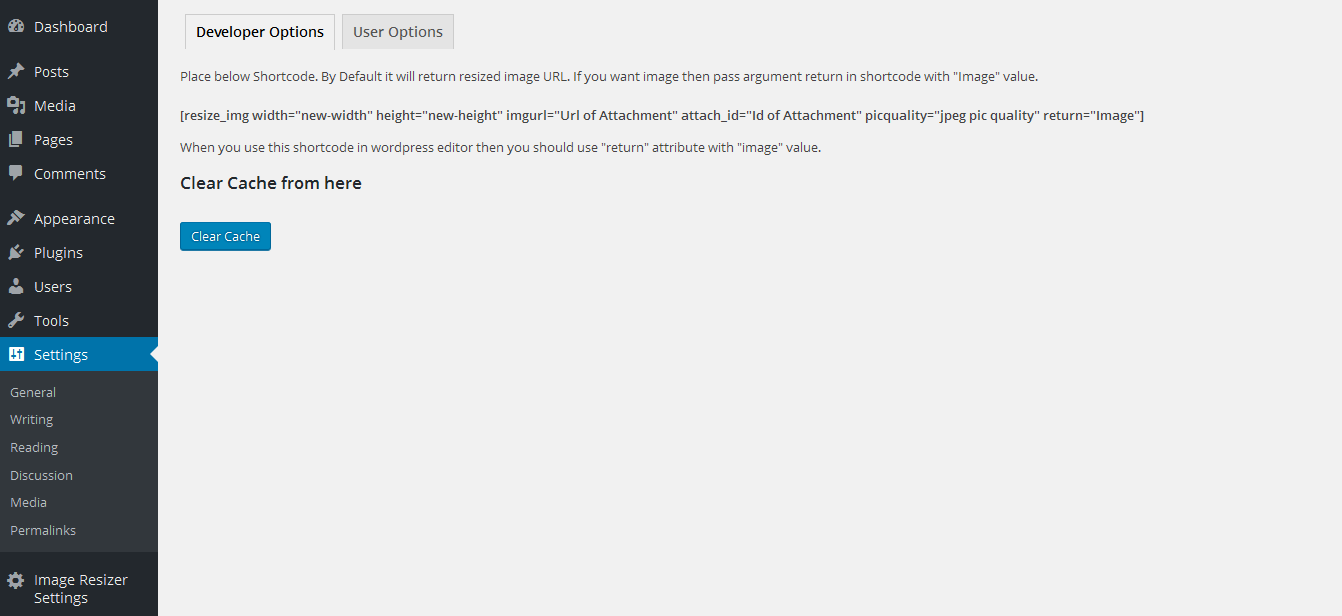 Dashboard
Posts
Media
Pages
Comments
Appearance
Plugins
Users
Tools
Settings
General
Writing
Reading
Discussion
Media
Permalinks
Image Resizer
Settings
Developer Options
User Options
Place below Shortcode. By Default it will return resized image URL. If you want image then pass argument return in shortcode with "Image" value.
[resize_img width="new-width" height="new-height" imgurl="Url of Attachment" attach_id="Id of Attachment" picquality="jpeg pic quality" return="Image"]
When you use this shortcode in wordpress editor then you should use "return" attribute with "image" value.
Clear Cache from here
Clear Cache